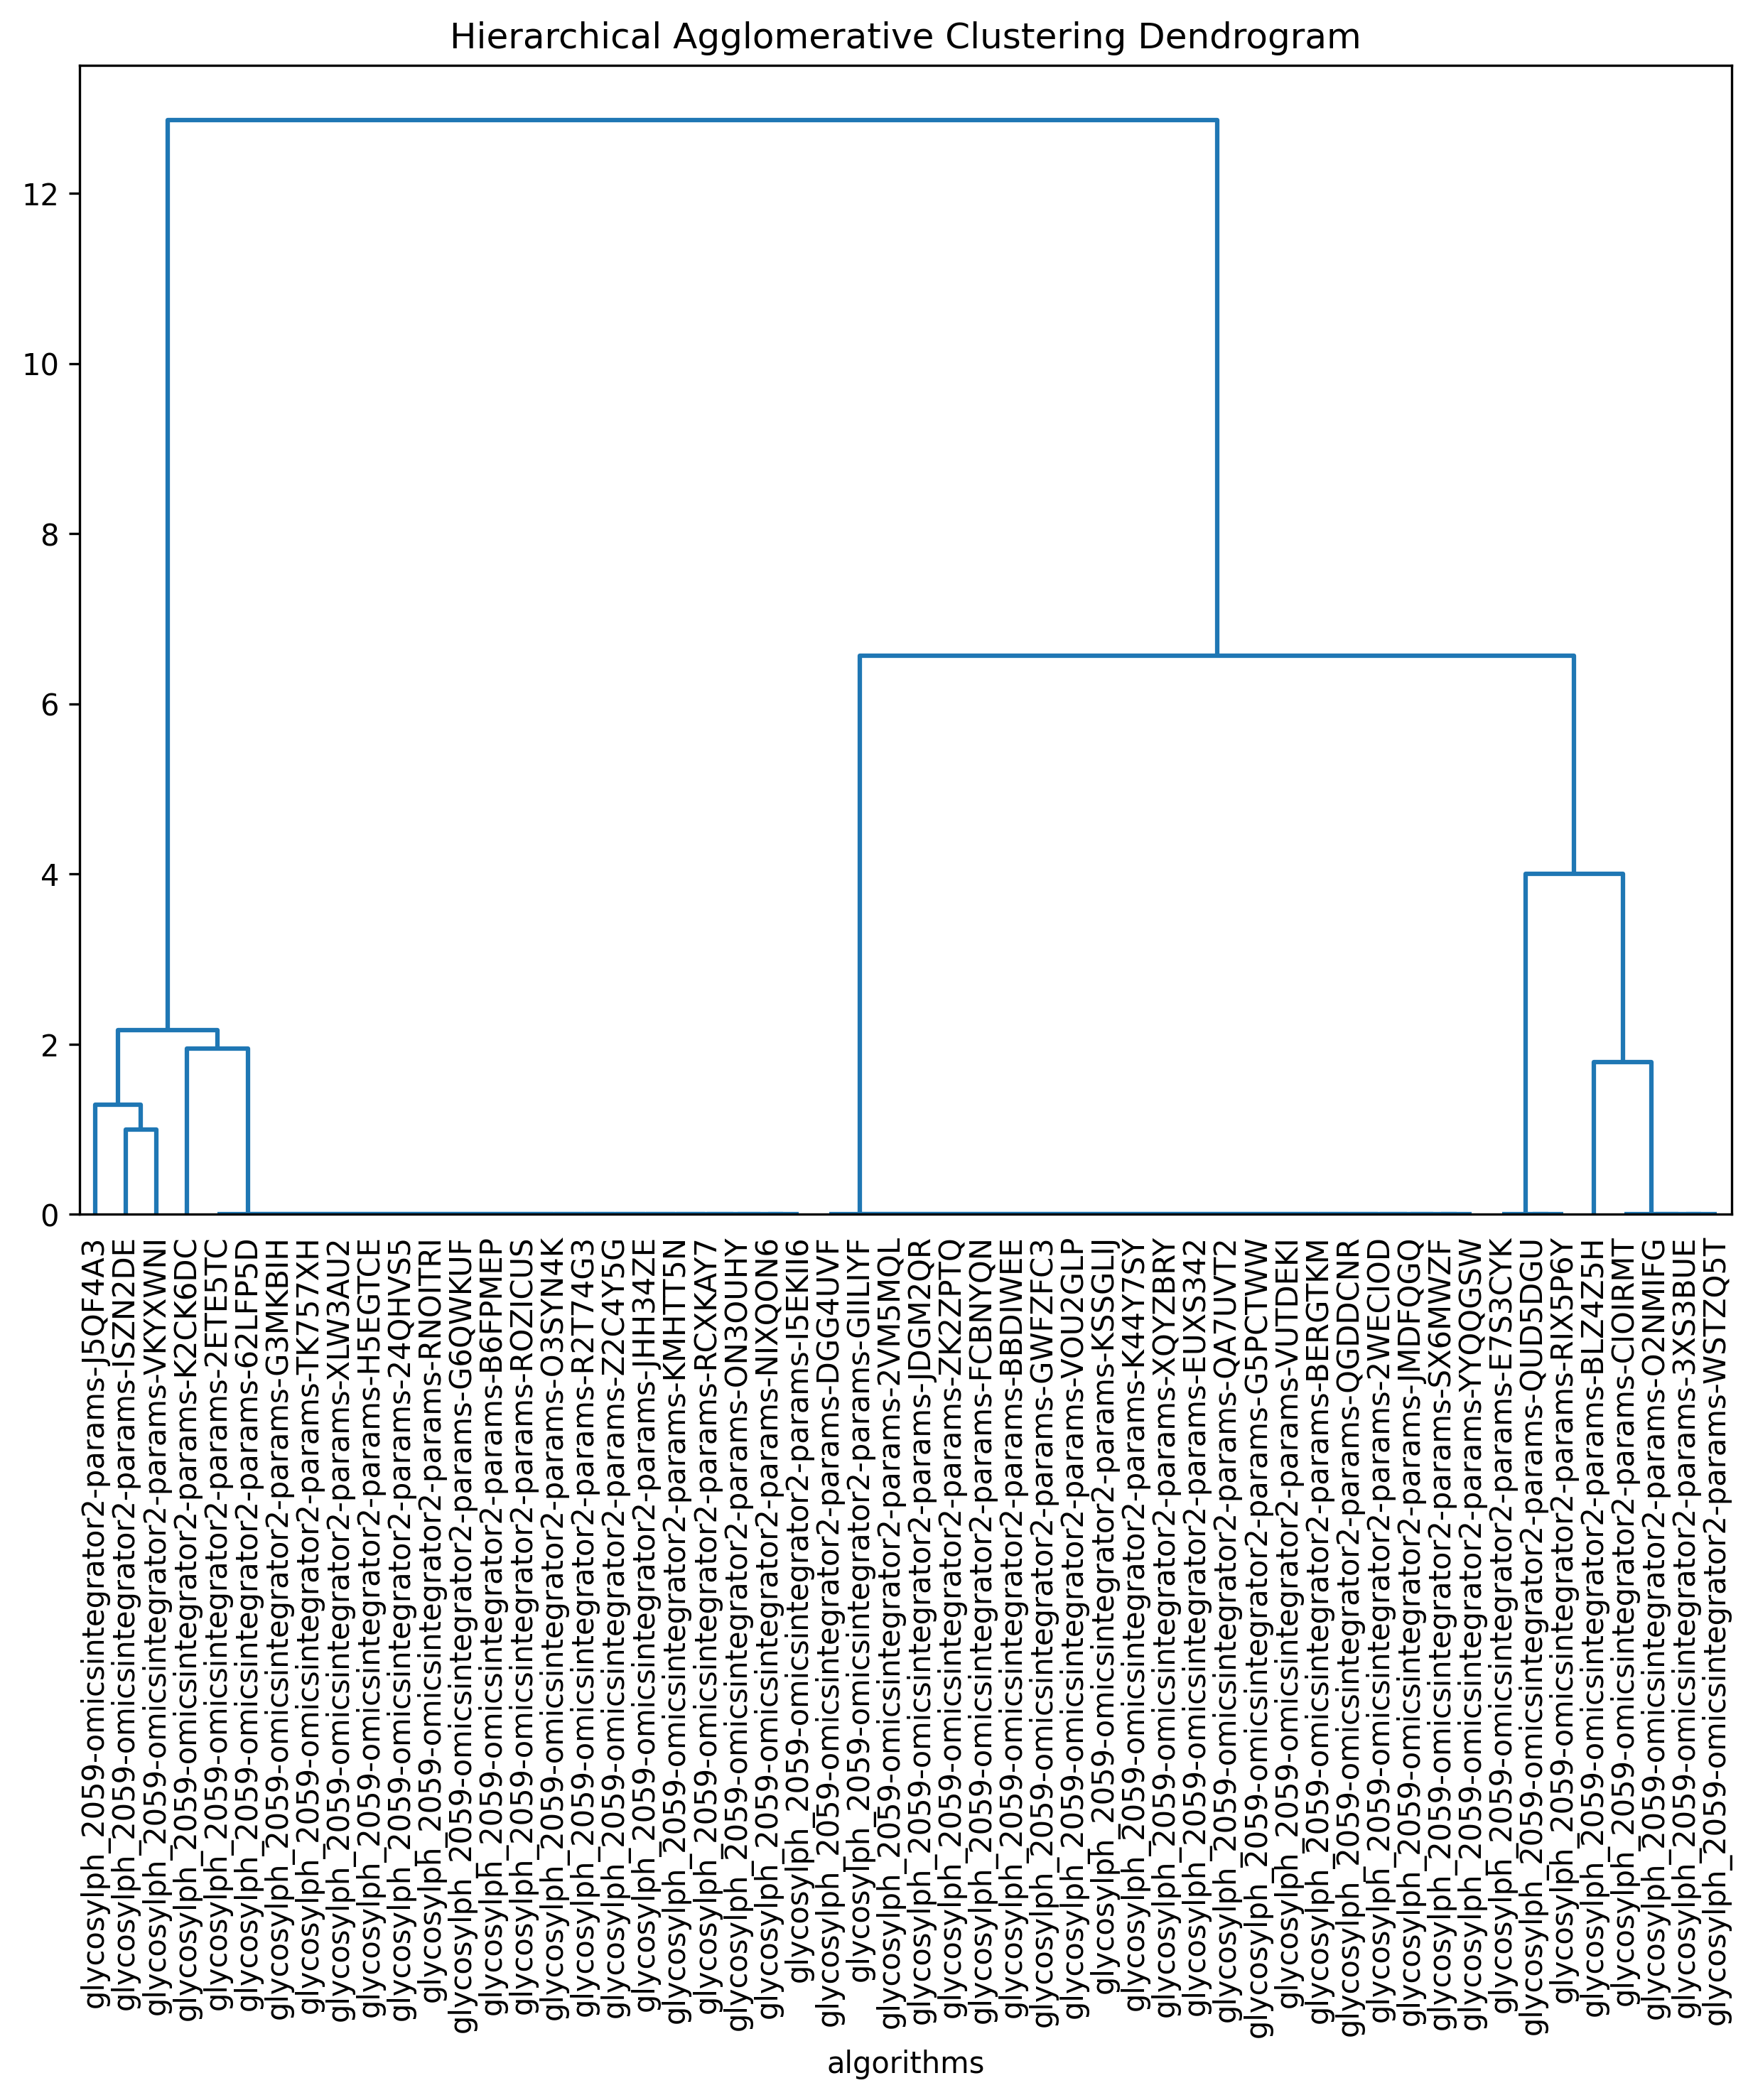 Hierarchical Agglomerative Clustering Dendrogram
12
10
8
6
4
2
0
glycosylph_2059-omicsintegrator2-params-J5QF4A3
glycosylph_2059-omicsintegrator2-params-ISZN2DE
glycosylph_2059-omicsintegrator2-params-VKYXWNI
glycosylph_2059-omicsintegrator2-params-K2CK6DC
glycosylph_2059-omicsintegrator2-params-2ETE5TC
glycosylph_2059-omicsintegrator2-params-62LFP5D
glycosylph_2059-omicsintegrator2-params-G3MKBIH
glycosylph_2059-omicsintegrator2-params-TK757XH
glycosylph_2059-omicsintegrator2-params-XLW3AU2
glycosylph_2059-omicsintegrator2-params-H5EGTCE
glycosylph_2059-omicsintegrator2-params-24QHVS5
glycosylph_2059-omicsintegrator2-params-RNOITRI
glycosylph_2059-omicsintegrator2-params-G6QWKUF
glycosylph_2059-omicsintegrator2-params-B6FPMEP
glycosylph_2059-omicsintegrator2-params-ROZICUS
glycosylph_2059-omicsintegrator2-params-O3SYN4K
glycosylph_2059-omicsintegrator2-params-R2T74G3
glycosylph_2059-omicsintegrator2-params-Z2C4Y5G
glycosylph_2059-omicsintegrator2-params-JHH34ZE
glycosylph_2059-omicsintegrator2-params-KMHTT5N
glycosylph_2059-omicsintegrator2-params-RCXKAY7
glycosylph_2059-omicsintegrator2-params-ON3OUHY
glycosylph_2059-omicsintegrator2-params-NIXQON6
glycosylph_2059-omicsintegrator2-params-I5EKII6
glycosylph_2059-omicsintegrator2-params-DGG4UVF
glycosylph_2059-omicsintegrator2-params-GIILIYF
glycosylph_2059-omicsintegrator2-params-2VM5MQL
glycosylph_2059-omicsintegrator2-params-JDGM2QR
glycosylph_2059-omicsintegrator2-params-ZK2ZPTQ
glycosylph_2059-omicsintegrator2-params-FCBNYQN
glycosylph_2059-omicsintegrator2-params-BBDIWEE
glycosylph_2059-omicsintegrator2-params-GWFZFC3
glycosylph_2059-omicsintegrator2-params-VOU2GLP
glycosylph_2059-omicsintegrator2-params-KSSGLIJ
glycosylph_2059-omicsintegrator2-params-K44Y7SY
glycosylph_2059-omicsintegrator2-params-XQYZBRY
glycosylph_2059-omicsintegrator2-params-EUXS342
glycosylph_2059-omicsintegrator2-params-QA7UVT2
glycosylph_2059-omicsintegrator2-params-G5PCTWW
glycosylph_2059-omicsintegrator2-params-VUTDEKI
glycosylph_2059-omicsintegrator2-params-BERGTKM
glycosylph_2059-omicsintegrator2-params-QGDDCNR
glycosylph_2059-omicsintegrator2-params-2WECIOD
glycosylph_2059-omicsintegrator2-params-JMDFQGQ
glycosylph_2059-omicsintegrator2-params-SX6MWZF
glycosylph_2059-omicsintegrator2-params-YYQQGSW
glycosylph_2059-omicsintegrator2-params-E7S3CYK
glycosylph_2059-omicsintegrator2-params-QUD5DGU
glycosylph_2059-omicsintegrator2-params-RIX5P6Y
glycosylph_2059-omicsintegrator2-params-BLZ4Z5H
glycosylph_2059-omicsintegrator2-params-CIOIRMT
glycosylph_2059-omicsintegrator2-params-O2NMIFG
glycosylph_2059-omicsintegrator2-params-3XS3BUE
glycosylph_2059-omicsintegrator2-params-WSTZQ5T
algorithms